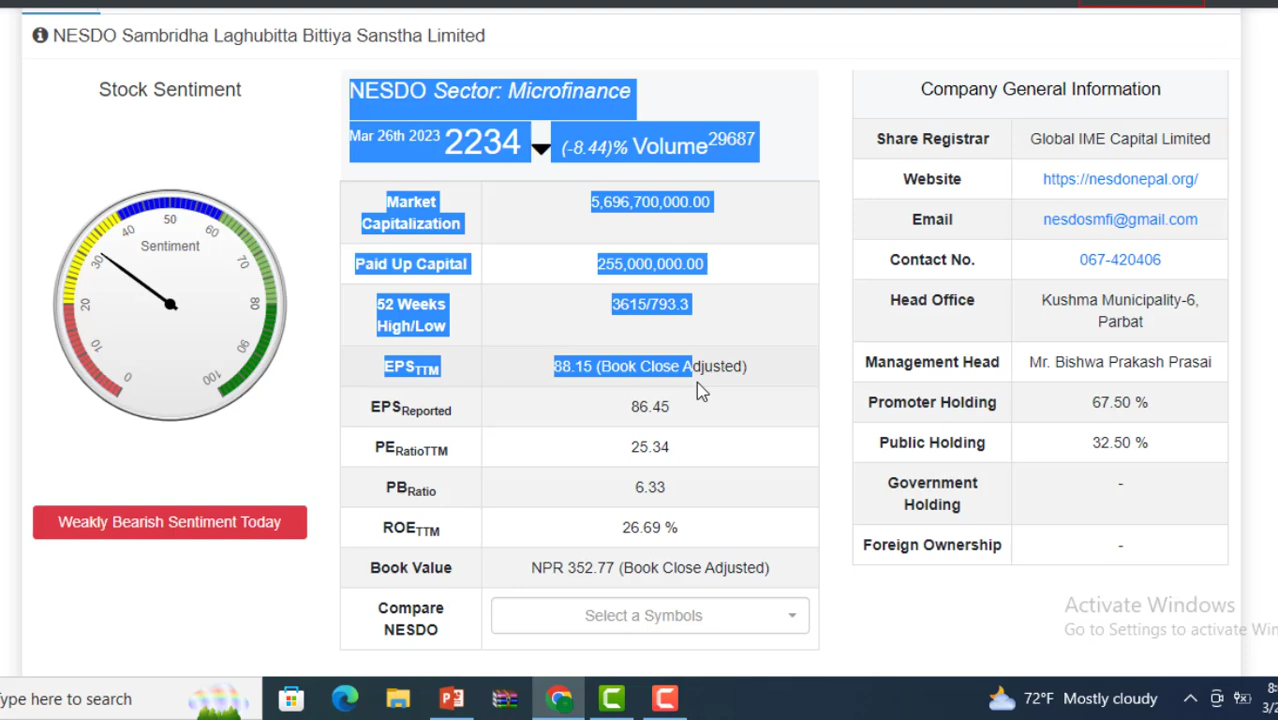 NESDO Sambridha Laghubitta Bittiya Sanstha Limited
Stock Sentiment
0
10
20
30
40
50
60
70
80
90
100
Sentiment
Weakly Bearish Sentiment Today
NESDO Sector: Microfinance
Mar 26th 2023 2234 (-8.44)% Volume29687
Market
Capitalization
5,696,700,000.00
Paid Up Capital
255,000,000.00
52 Weeks
High/Low
3615/793.3
EPSTTM
88.15 (Book Close Adjusted)
EPSReported
86.45
PERatioTTM
25.34
PBRatio
6.33
ROETTM
26.69 %
Book Value
NPR 352.77 (Book Close Adjusted)
Compare
NESDO
Select a Symbols
Company General Information
Share Registrar
Global IME Capital Limited
Website
https://nesdonepal.org/
Email
nesdosmfi@gmail.com
Contact No.
067-420406
Head Office
Kushma Municipality-6,
Parbat
Management Head
Mr. Bishwa Prakash Prasai
Promoter Holding
67.50 %
Public Holding
32.50 %
Government
Holding
-
Foreign Ownership
-
Activate Windows
Go to Settings to activate Win
Type here to search
72°F Mostly cloudy
8:
3/2